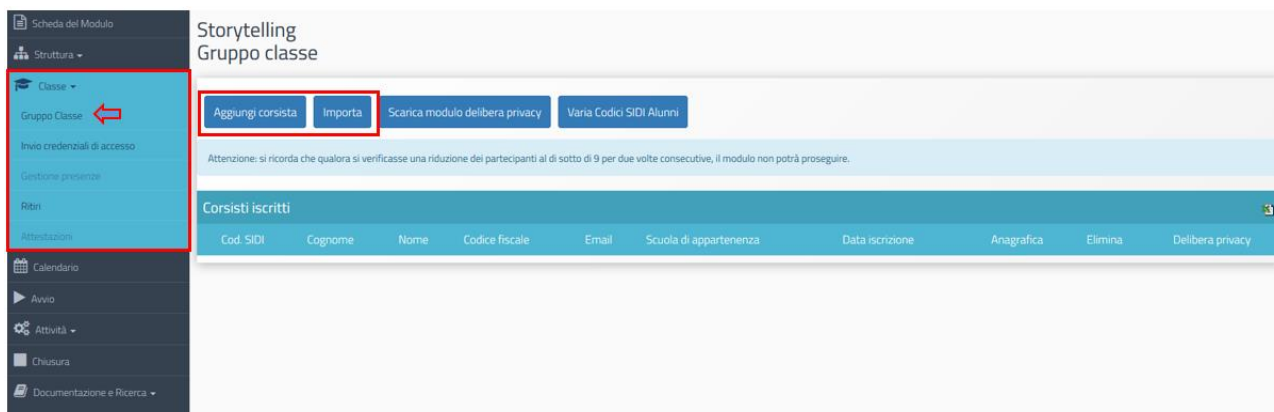 Scheda del Modulo
Struttura
Classe
Gruppo Classe
Invio credenziali di accesso
Gestione presenze
Ritiri
Attestazioni
Calendario
Avvio
Attività
Chiusura
Documentazione e Ricerca
Storytelling
Gruppo classe
Aggiungi corsista Importa Scarica modulo delibera privacy Varia Codici SIDI Alunni
Attenzione: si ricorda che qualora si verificasse una riduzione dei partecipanti al di sotto di 9 per due volte consecutive, il modulo non potrà proseguire.
Corsisti iscritti
Cod. SIDI Cognome Nome Codice fiscale Email Scuola di appartenenza Data iscrizione Anagrafica Elimina Delibera privacy